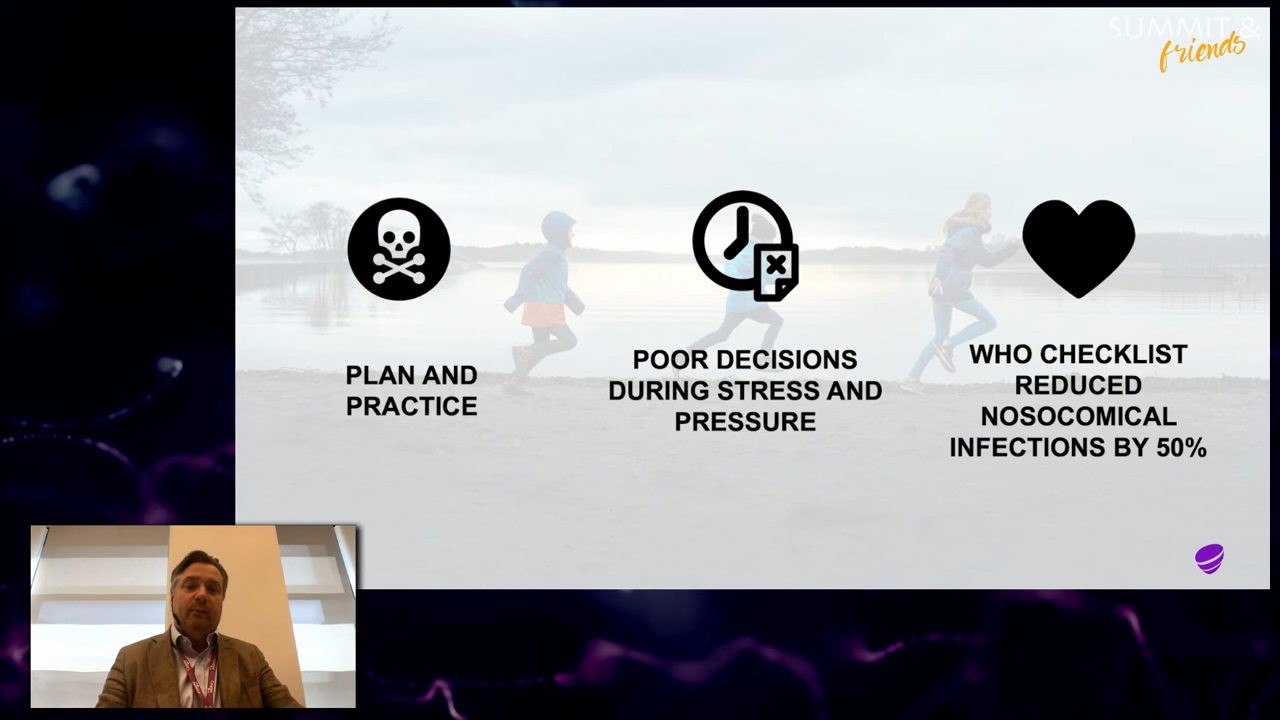 SUMMIT &
friends
PLAN AND
PRACTICE
POOR DECISIONS
DURING STRESS AND
PRESSURE
WHO CHECKLIST
REDUCED
NOSOCOMICAL
INFECTIONS BY 50%